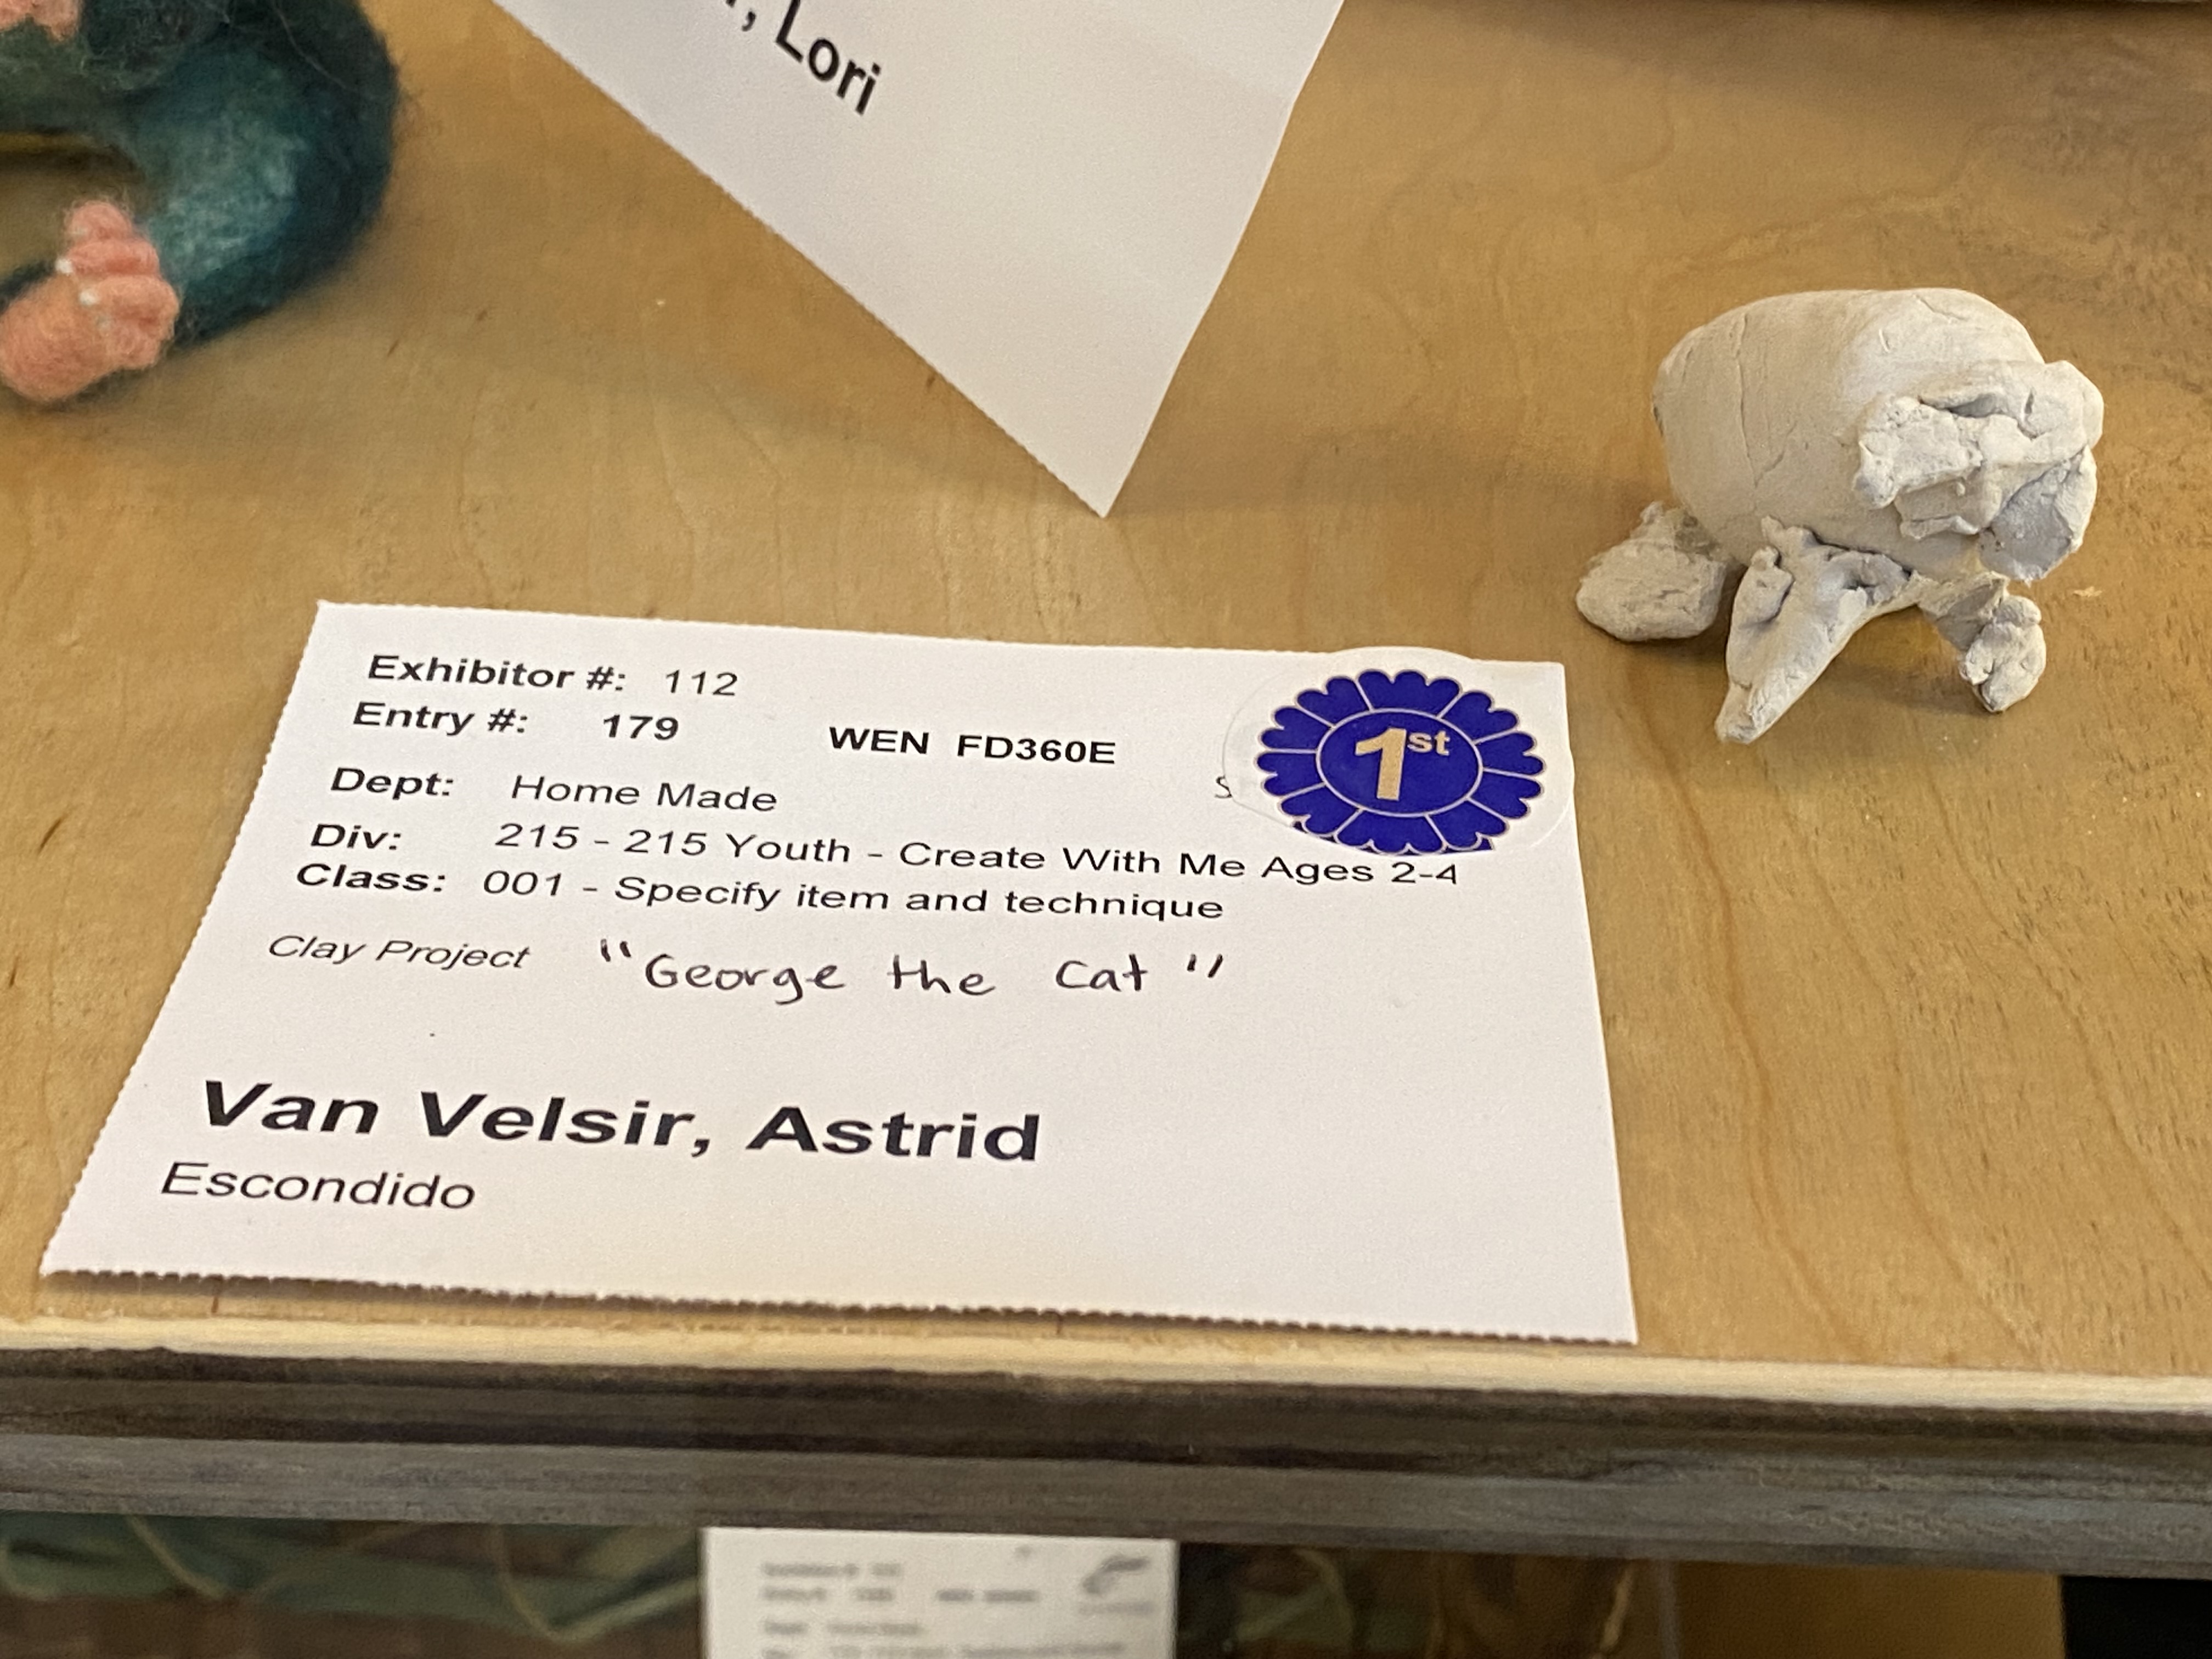 , Lori
Exhibitor #: 112
Entry #: 179 WEN FD360E
1st
Dept: Home Made
Div: 215 - 215 Youth - Create With Me Ages 2-4
Class: 001 - Specify item and technique
Clay Project "George the Cat"
Van Velsir, Astrid
Escondido